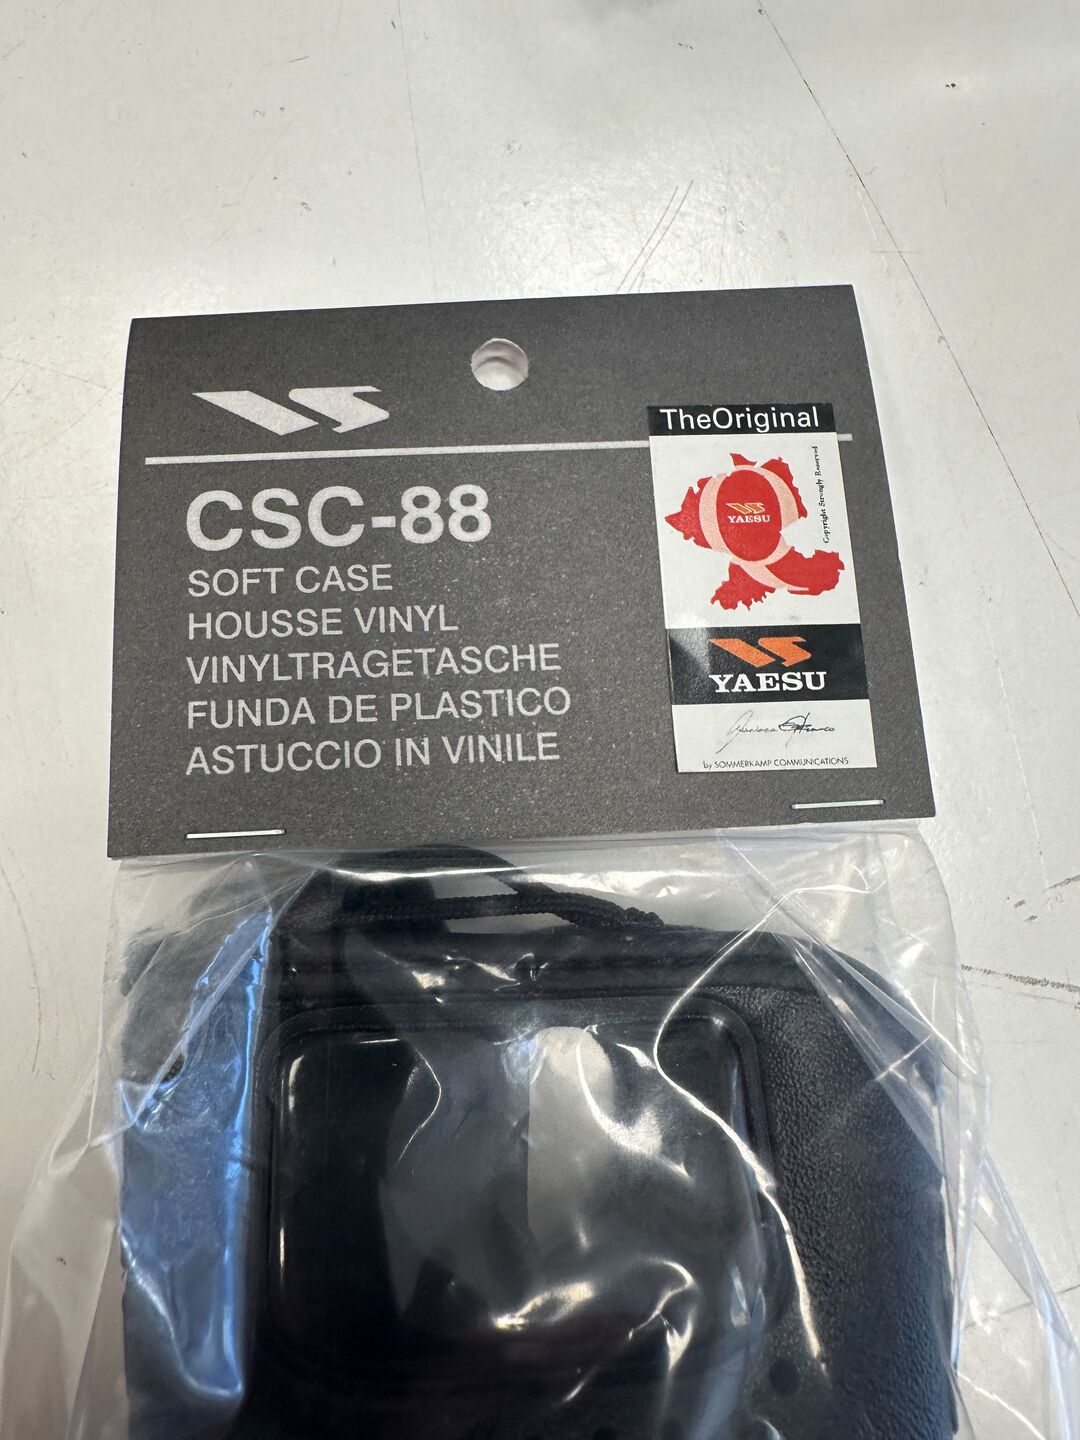 CSC-88
SOFT CASE
HOUSSE VINYL
VINYLTRAGETASCHE
FUNDA DE PLASTICO
ASTUCCIO IN VINILE
TheOriginal
YAESU
Copyright Strongly Reserved
YAESU
by SOMMERKAMP COMMUNICATIONS